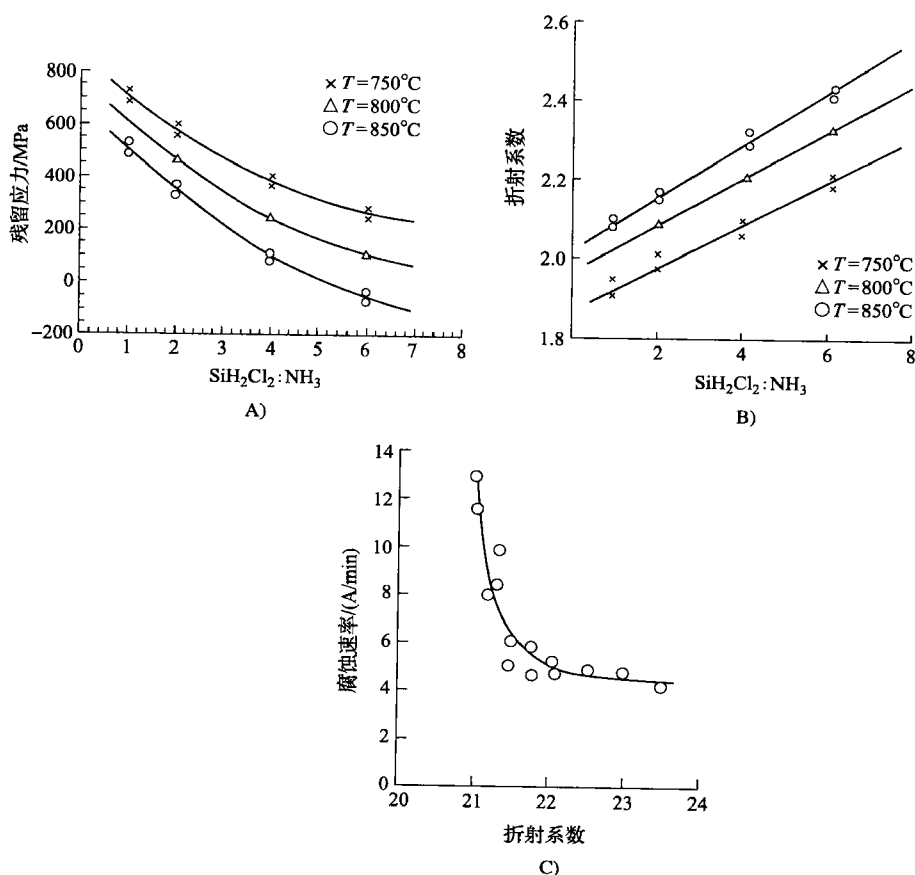 800
600
400
200
0
−200
残留应力/MPa
× T=750°C
△ T=800°C
○ T=850°C
0 1 2 3 4 5 6 7 8
SiH₂Cl₂:NH₃
A)
2.6
2.4
2.2
2.0
1.8
折射系数
× T=750°C
△ T=800°C
○ T=850°C
2 4 6 8
SiH₂Cl₂:NH₃
B)
14
12
10
8
6
4
2
0
腐蚀速率/(A/min)
20 21 22 23 24
折射系数
C)